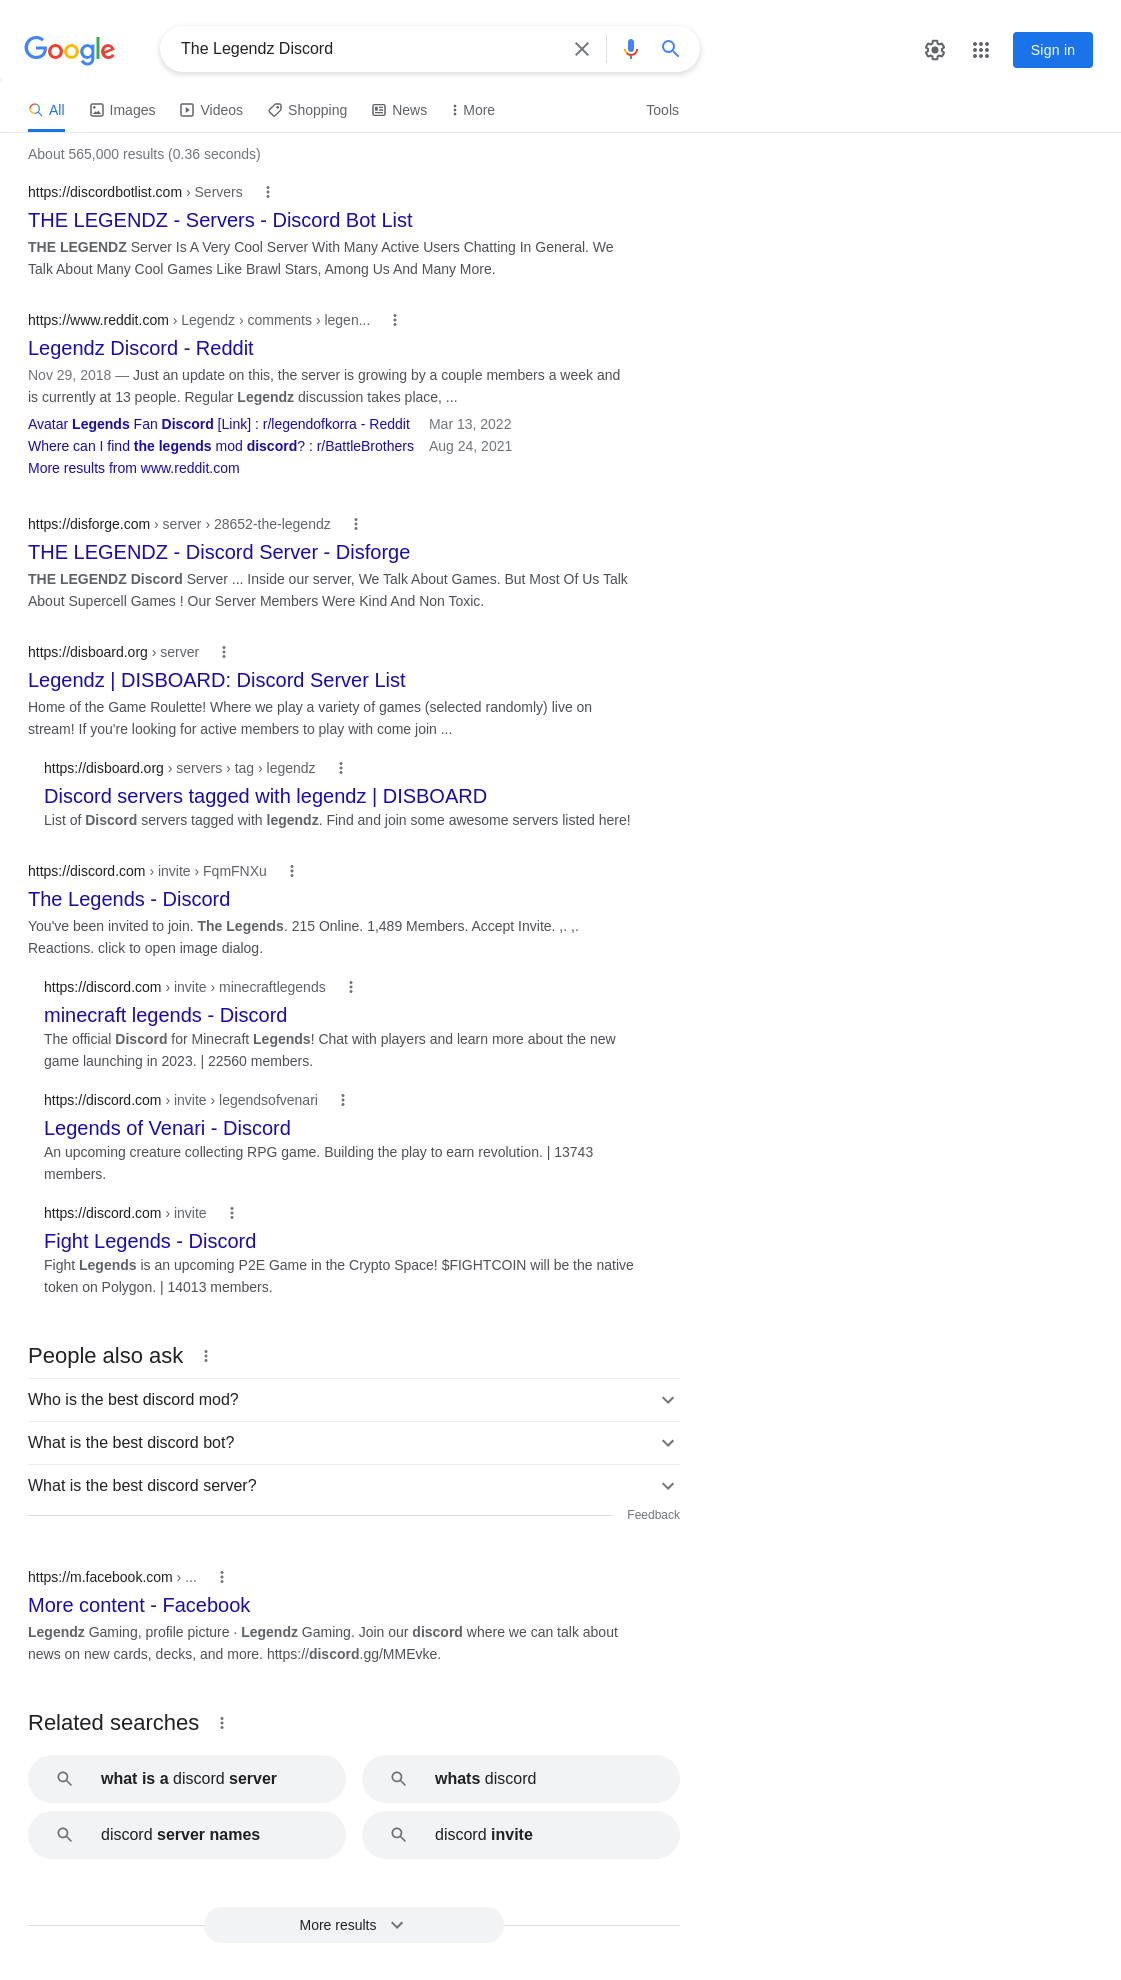 Google
The Legendz Discord
Sign in
All
Images
Videos
Shopping
News
More
Tools
About 565,000 results (0.36 seconds)
https://discordbotlist.com › Servers
THE LEGENDZ - Servers - Discord Bot List
THE LEGENDZ Server Is A Very Cool Server With Many Active Users Chatting In General. We
Talk About Many Cool Games Like Brawl Stars, Among Us And Many More.
https://www.reddit.com › Legendz › comments › legen...
Legendz Discord - Reddit
Nov 29, 2018 — Just an update on this, the server is growing by a couple members a week and
is currently at 13 people. Regular Legendz discussion takes place, ...
Avatar Legends Fan Discord [Link] : r/legendofkorra - Reddit Mar 13, 2022
Where can I find the legends mod discord? : r/BattleBrothers Aug 24, 2021
More results from www.reddit.com
https://disforge.com › server › 28652-the-legendz
THE LEGENDZ - Discord Server - Disforge
THE LEGENDZ Discord Server ... Inside our server, We Talk About Games. But Most Of Us Talk
About Supercell Games ! Our Server Members Were Kind And Non Toxic.
https://disboard.org › server
Legendz | DISBOARD: Discord Server List
Home of the Game Roulette! Where we play a variety of games (selected randomly) live on
stream! If you're looking for active members to play with come join ...
https://disboard.org › servers › tag › legendz
Discord servers tagged with legendz | DISBOARD
List of Discord servers tagged with legendz. Find and join some awesome servers listed here!
https://discord.com › invite › FqmFNXu
The Legends - Discord
You've been invited to join. The Legends. 215 Online. 1,489 Members. Accept Invite. ,. ,.
Reactions. click to open image dialog.
https://discord.com › invite › minecraftlegends
minecraft legends - Discord
The official Discord for Minecraft Legends! Chat with players and learn more about the new
game launching in 2023. | 22560 members.
https://discord.com › invite › legendsofvenari
Legends of Venari - Discord
An upcoming creature collecting RPG game. Building the play to earn revolution. | 13743
members.
https://discord.com › invite
Fight Legends - Discord
Fight Legends is an upcoming P2E Game in the Crypto Space! $FIGHTCOIN will be the native
token on Polygon. | 14013 members.
People also ask
Who is the best discord mod?
What is the best discord bot?
What is the best discord server?
Feedback
https://m.facebook.com › ...
More content - Facebook
Legendz Gaming, profile picture · Legendz Gaming. Join our discord where we can talk about
news on new cards, decks, and more. https://discord.gg/MMEvke.
Related searches
what is a discord server
whats discord
discord server names
discord invite
More results